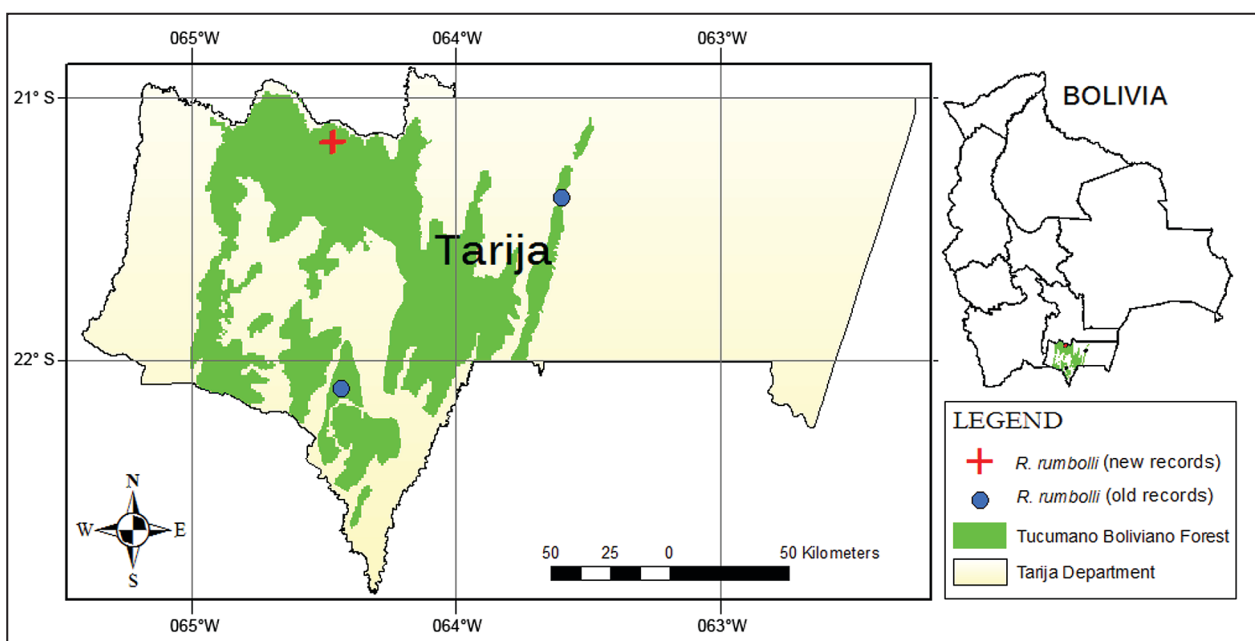 065°W 064°W 063°W
BOLIVIA
21° S
Tarija
22° S
LEGEND
R. rumbolli (new records)
R. rumbolli (old records)
Tucumano Boliviano Forest
Tarija Department
N
W E
S
50 25 0 50 Kilometers
065°W 064°W 063°W